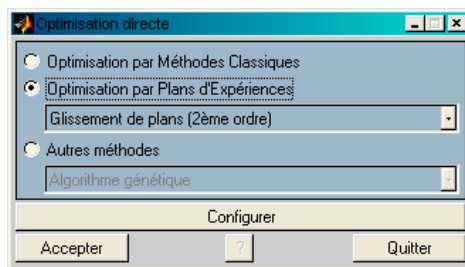 Optimisation directe
Optimisation par Méthodes Classiques
Optimisation par Plans d'Expériences
Glissement de plans (2ème ordre)
Autres méthodes
Algorithme génétique
Configurer
Accepter
?
Quitter